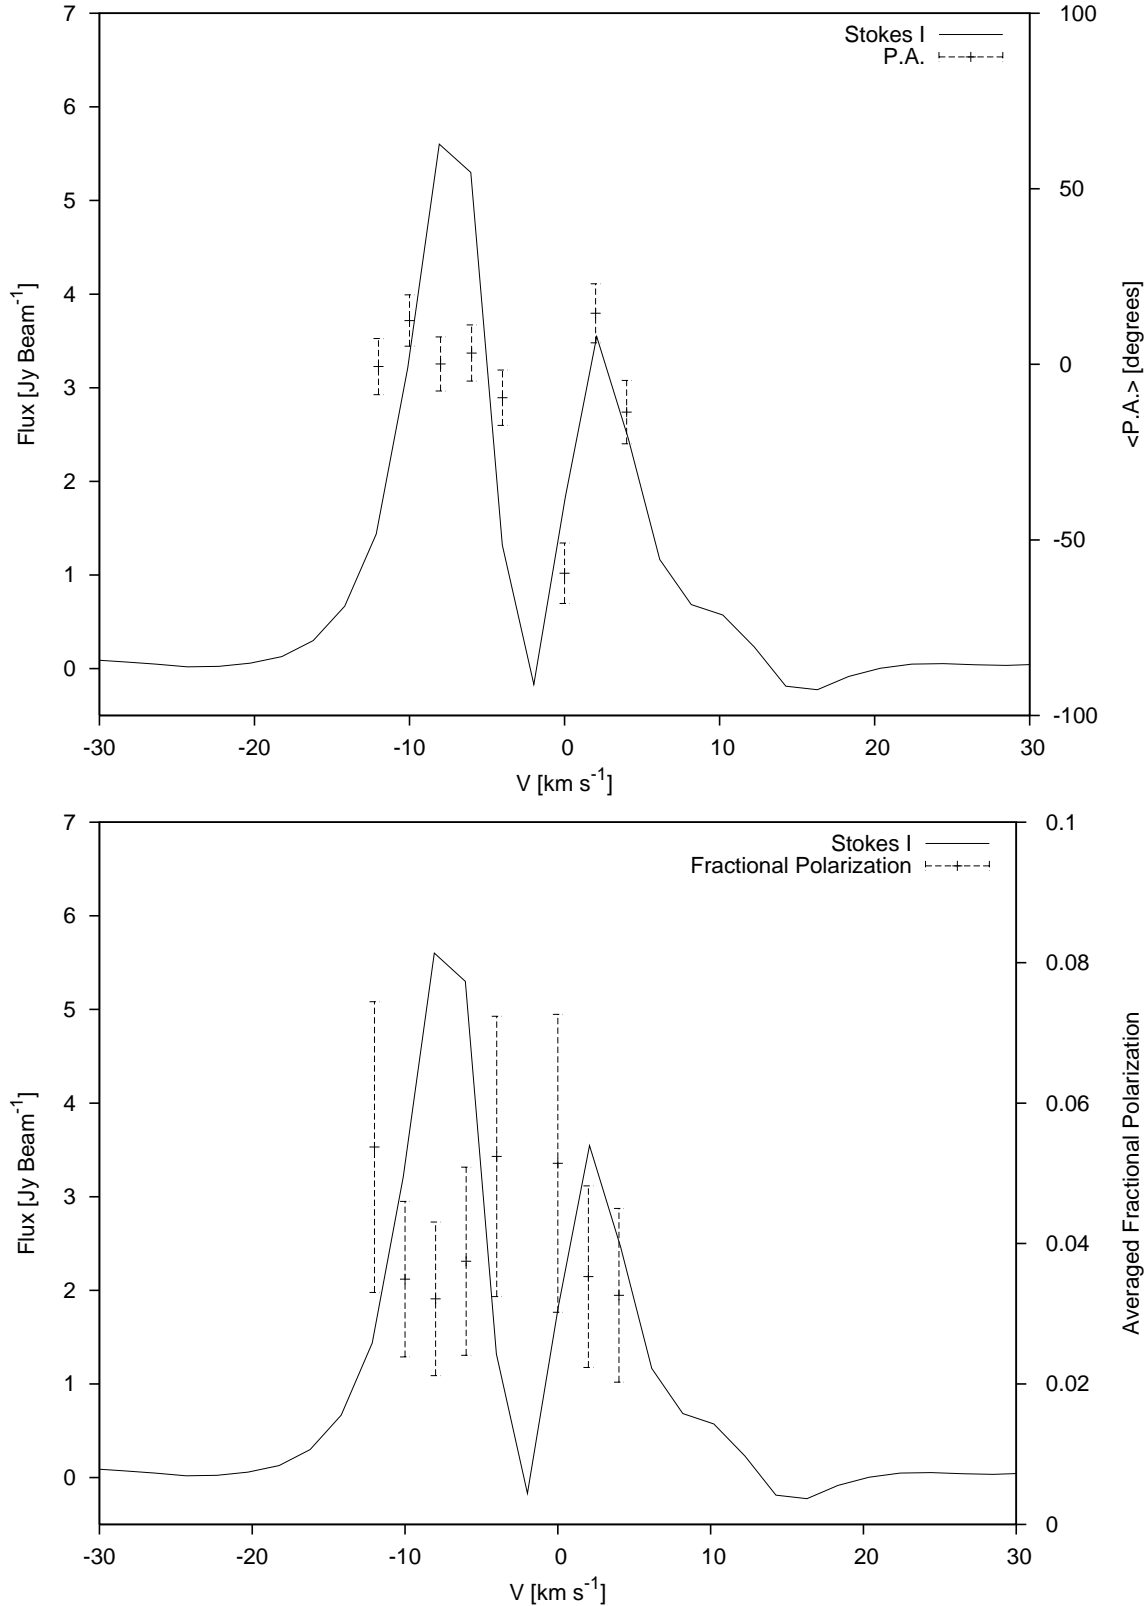 7
6
5
4
3
2
1
0
Flux [Jy Beam-1]
Stokes I
P.A.
100
50
0
-50
-100
<P.A.> [degrees]
-30 -20 -10 0 10 20 30
V [km s-1]
7
6
5
4
3
2
1
0
Flux [Jy Beam-1]
Stokes I
Fractional Polarization
0.1
0.08
0.06
0.04
0.02
0
Averaged Fractional Polarization
-30 -20 -10 0 10 20 30
V [km s-1]